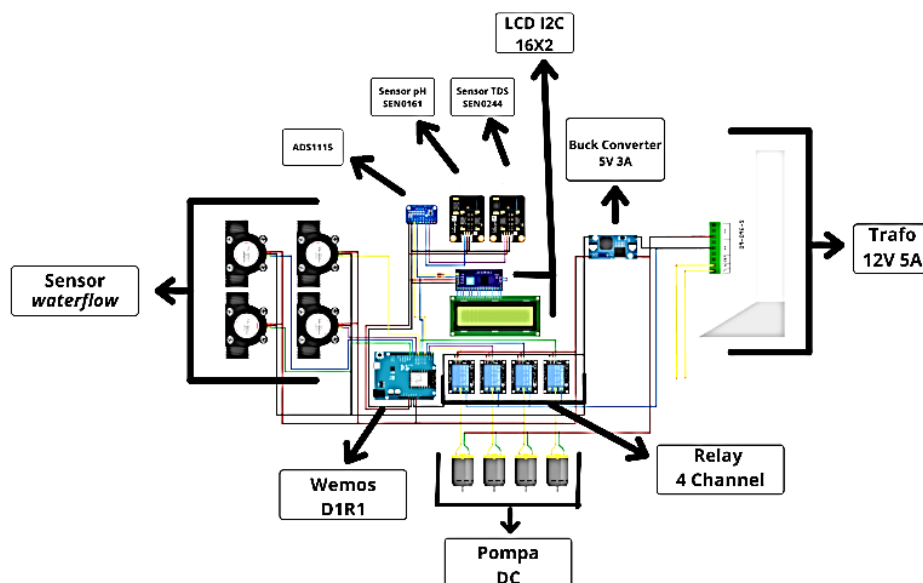 LCD I2C
16X2
Sensor pH
SEN0161
Sensor TDS
SEN0244
ADS1115
Buck Converter
5V 3A
Trafo
12V 5A
Sensor
waterflow
Wemos
D1R1
Relay
4 Channel
Pompa
DC